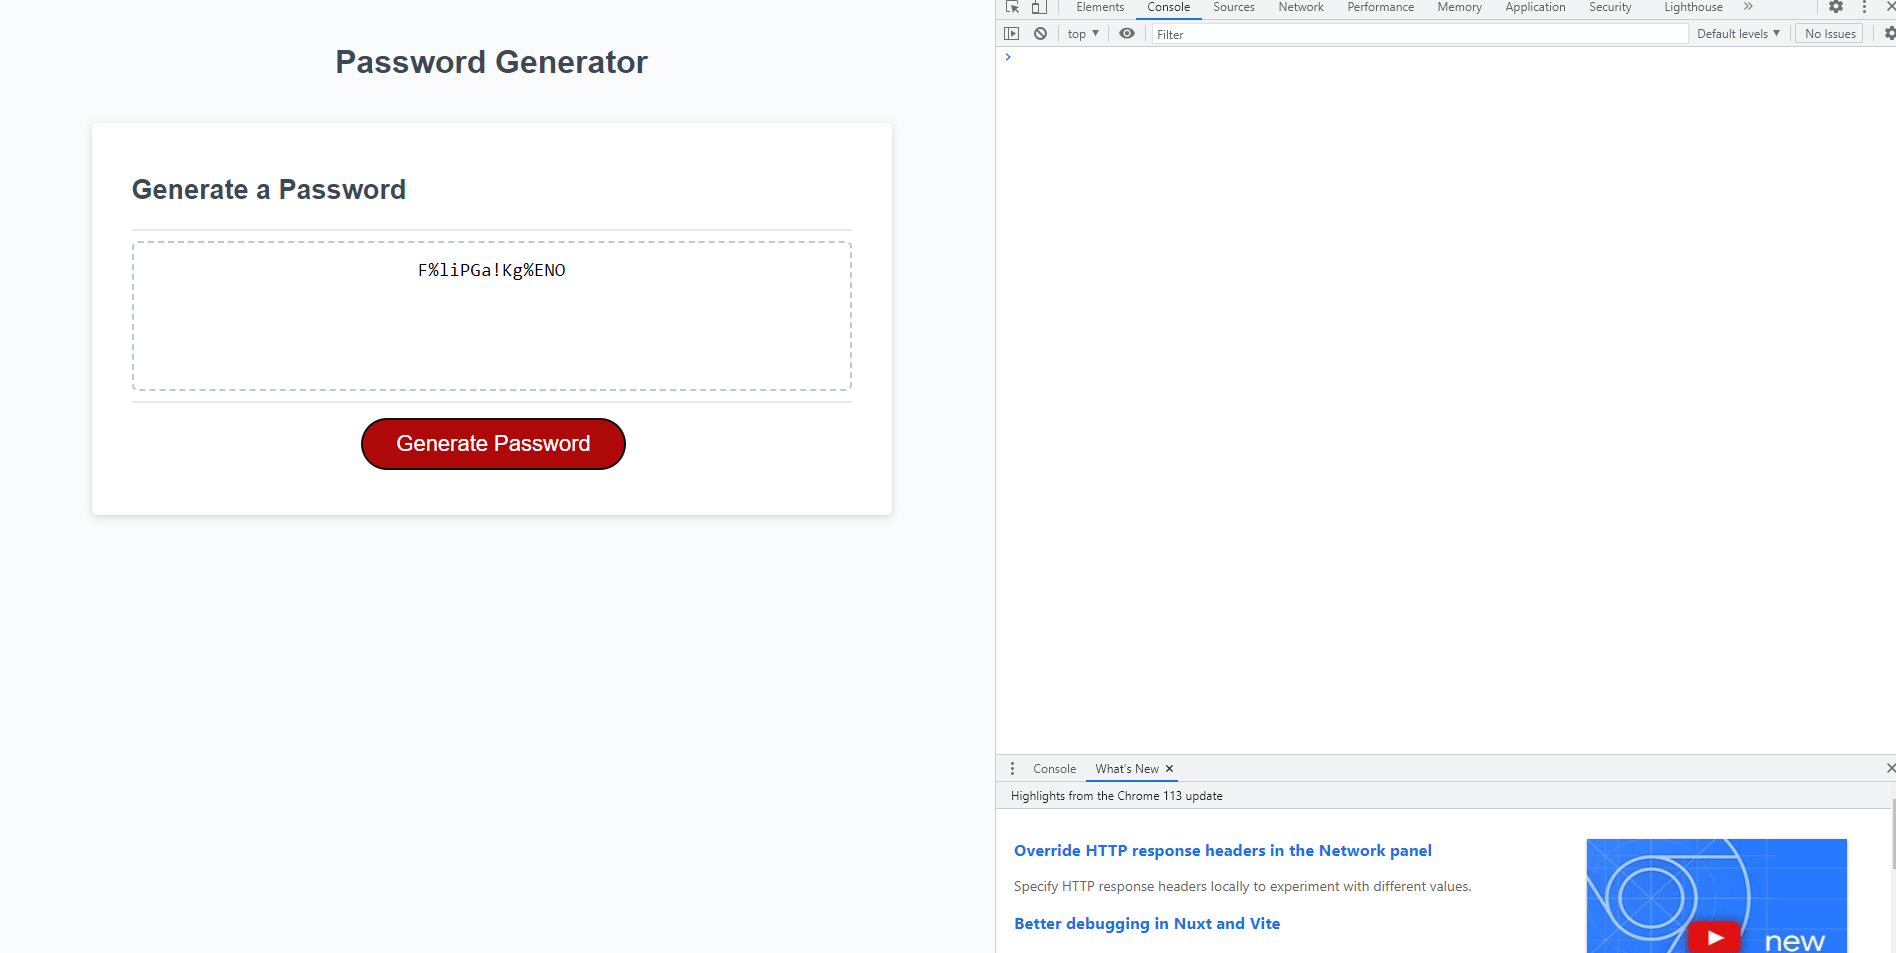 Password Generator
Generate a Password
F%liPGa!Kg%ENO
Generate Password
Elements Console Sources Network Performance Memory Application Security Lighthouse »
top ▼ Filter Default levels ▼ No Issues
›
Console What's New ×
Highlights from the Chrome 113 update
Override HTTP response headers in the Network panel
Specify HTTP response headers locally to experiment with different values.
Better debugging in Nuxt and Vite
new